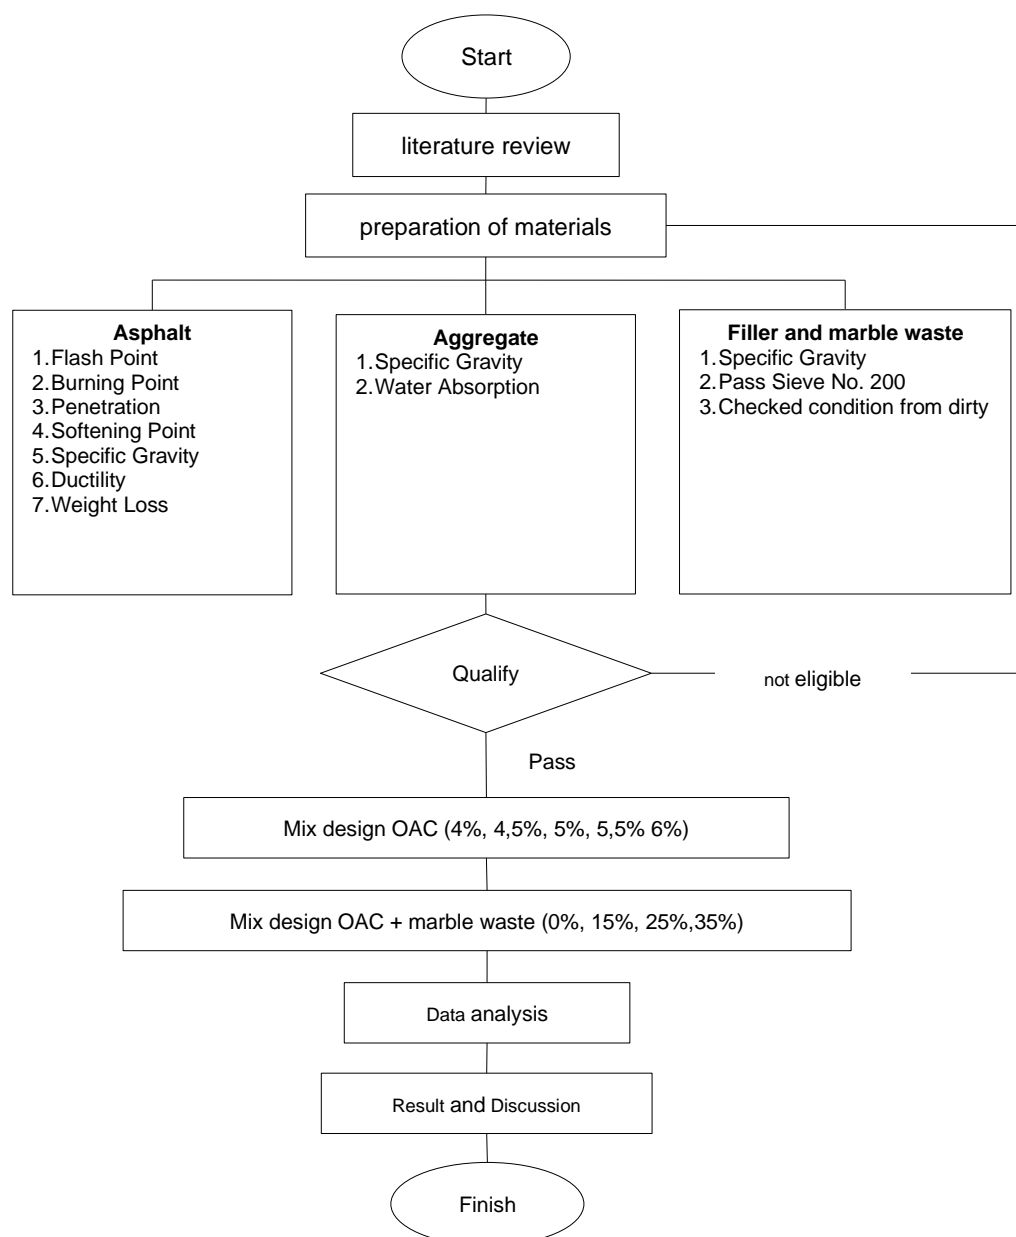 Start
literature review
preparation of materials
Asphalt
1.Flash Point
2.Burning Point
3.Penetration
4.Softening Point
5.Specific Gravity
6.Ductility
7.Weight Loss
Aggregate
1.Specific Gravity
2.Water Absorption
Filler and marble waste
1.Specific Gravity
2.Pass Sieve No. 200
3.Checked condition from dirty
Qualify
not eligible
Pass
Mix design OAC (4%, 4,5%, 5%, 5,5% 6%)
Mix design OAC + marble waste (0%, 15%, 25%,35%)
Data analysis
Result and Discussion
Finish